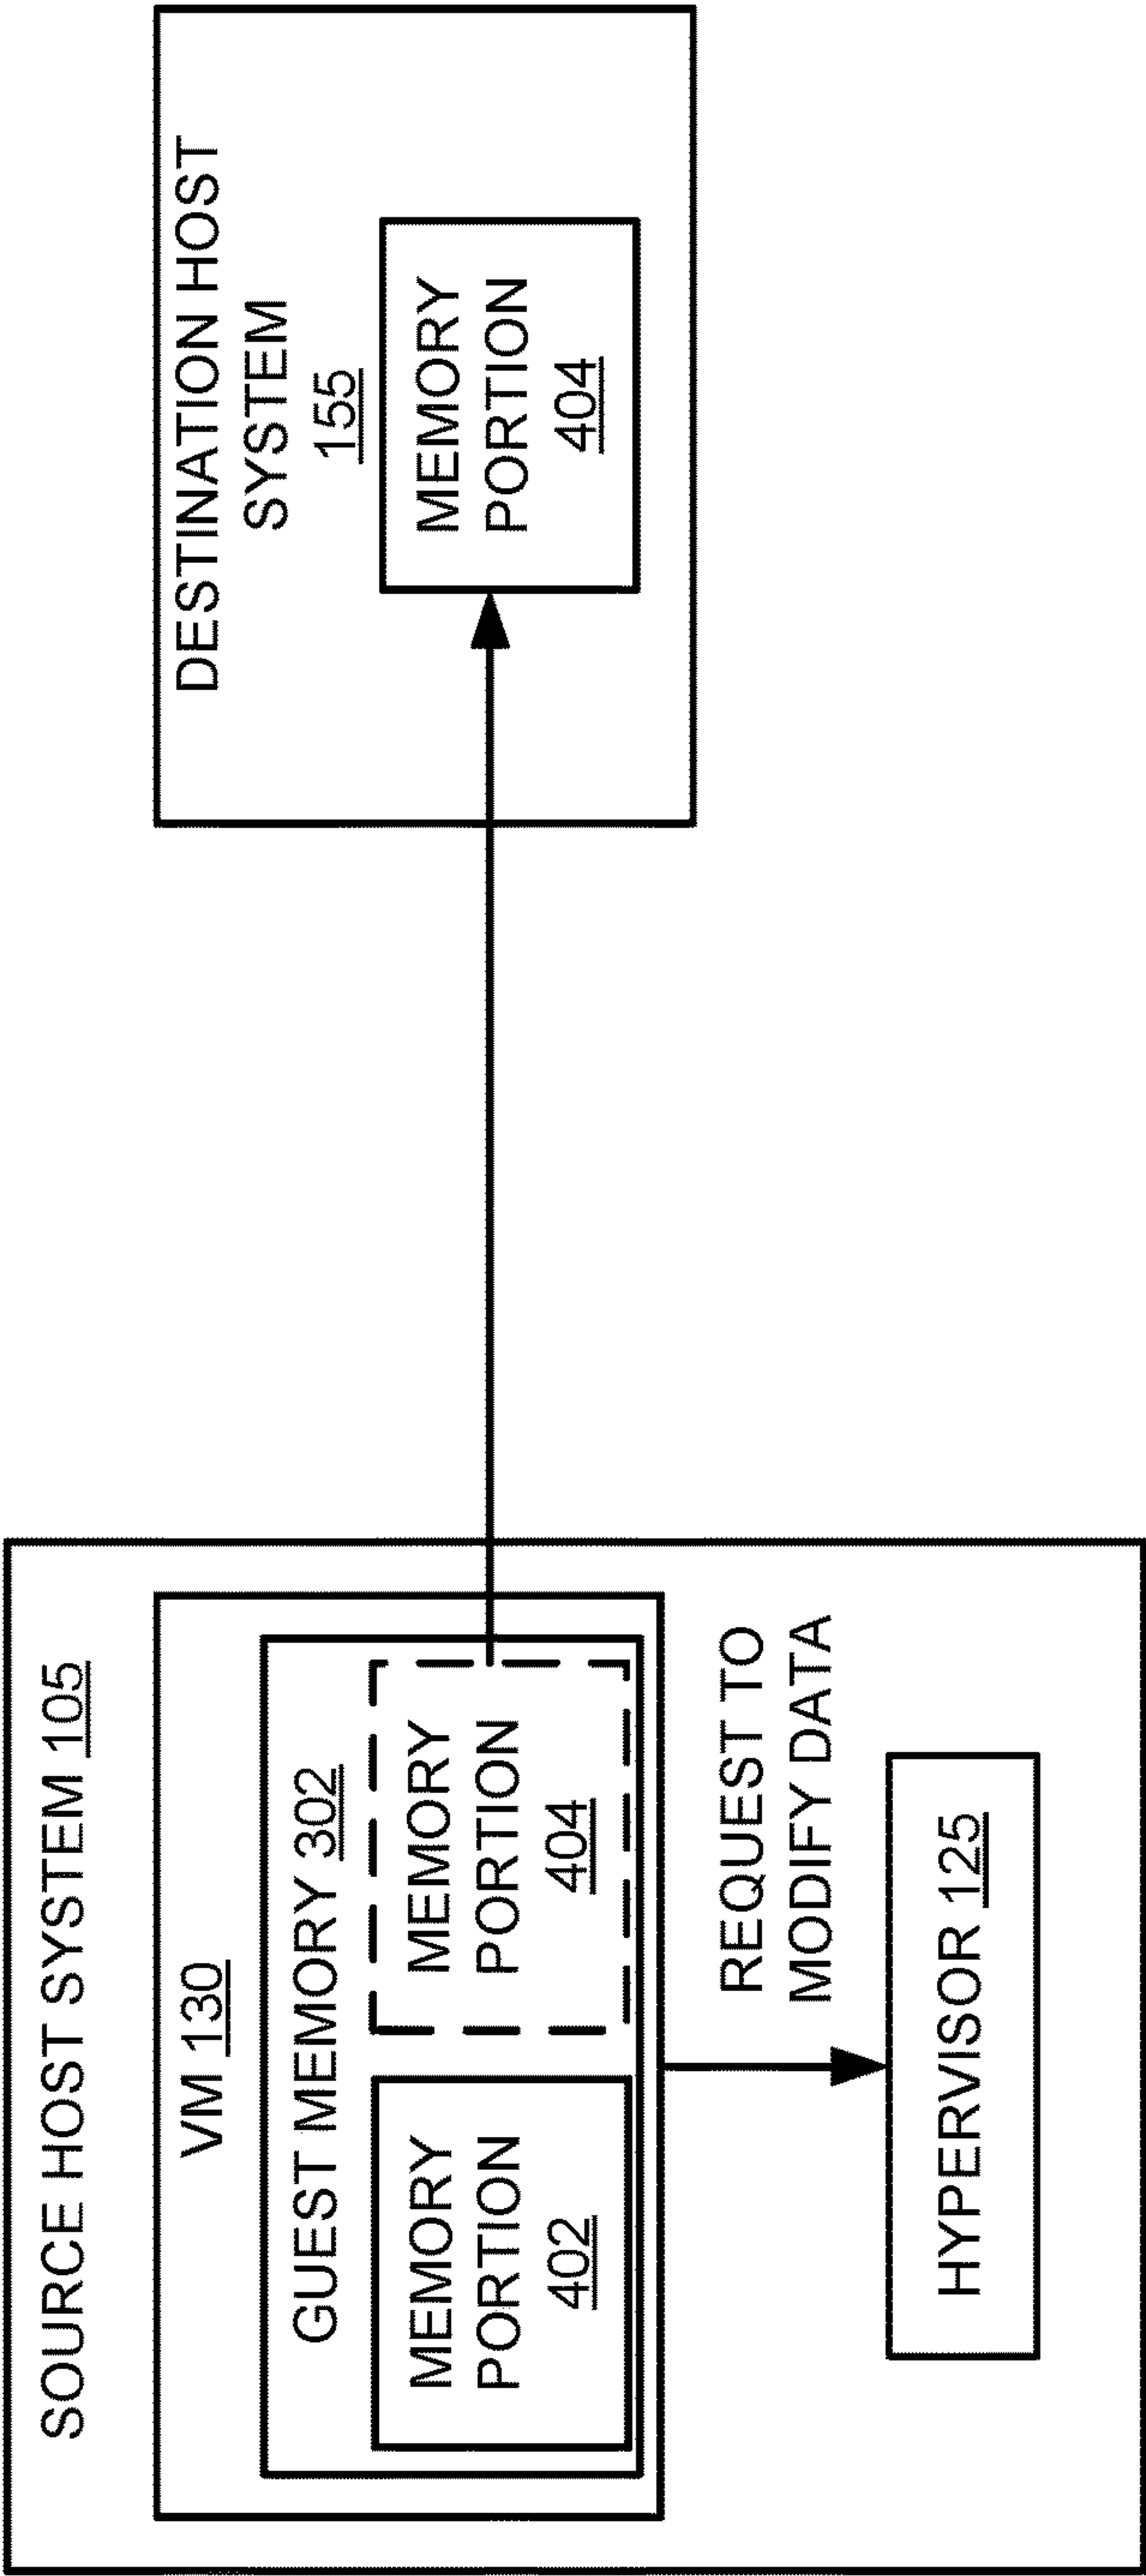 SOURCE HOST SYSTEM 105
VM 130
GUEST MEMORY 302
MEMORY
PORTION
402
MEMORY
PORTION
404
REQUEST TO
MODIFY DATA
HYPERVISOR 125
DESTINATION HOST
SYSTEM
155
MEMORY
PORTION
404